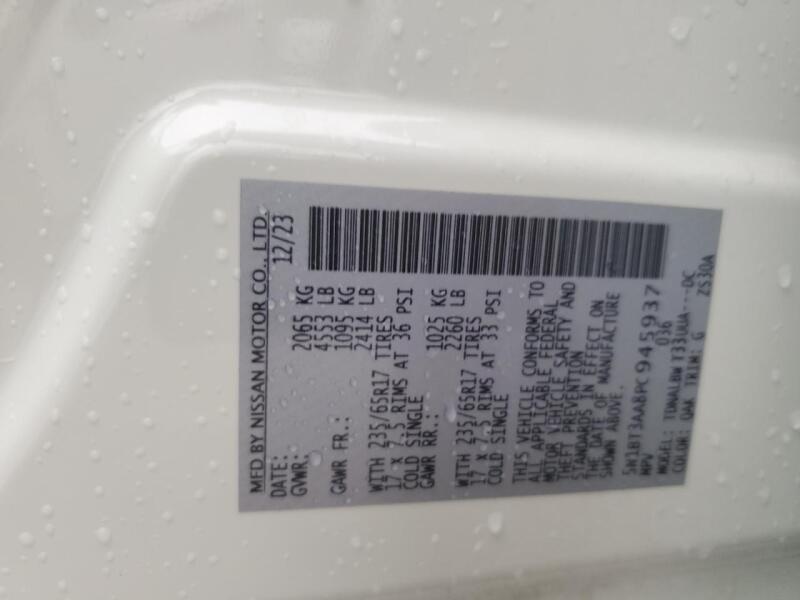 MFD BY NISSAN MOTOR CO., LTD.
DATE: 12/23
GVWR: 2065 KG
4553 LB
GAWR FR.: 1095 KG
2414 LB
WITH 235/65R17 TIRES
17 X 7.5 RIMS AT 36 PSI
COLD SINGLE
GAWR RR.: 1025 KG
2260 LB
WITH 235/65R17 TIRES
17 X 7.5 RIMS AT 33 PSI
COLD SINGLE
THIS VEHICLE CONFORMS TO
ALL APPLICABLE FEDERAL
MOTOR VEHICLE SAFETY AND
THEFT PREVENTION
STANDARDS IN EFFECT ON
THE DATE OF MANUFACTURE
SHOWN ABOVE.
5N1BT3AA8PC945937
MPV 036
MODEL: TDNALBW T33UUA---DC
COLOR: QAK TRIM: G ZS30A